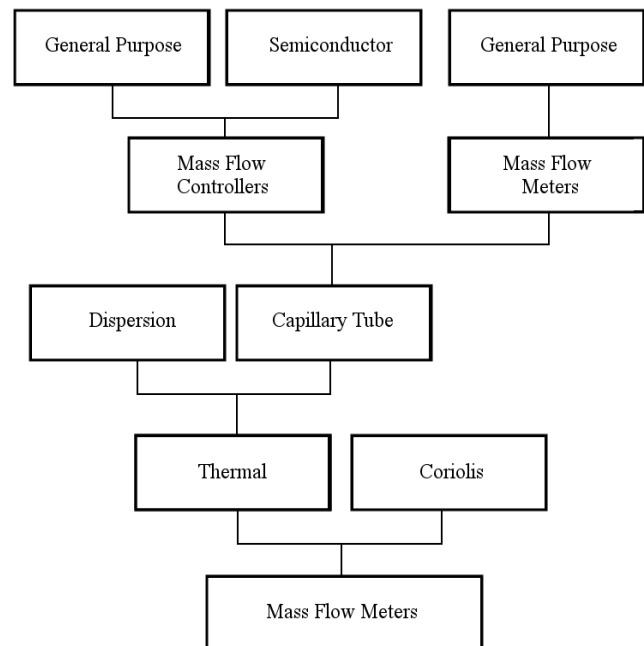 General Purpose
Semiconductor
General Purpose
Mass Flow
Controllers
Mass Flow
Meters
Dispersion
Capillary Tube
Thermal
Coriolis
Mass Flow Meters